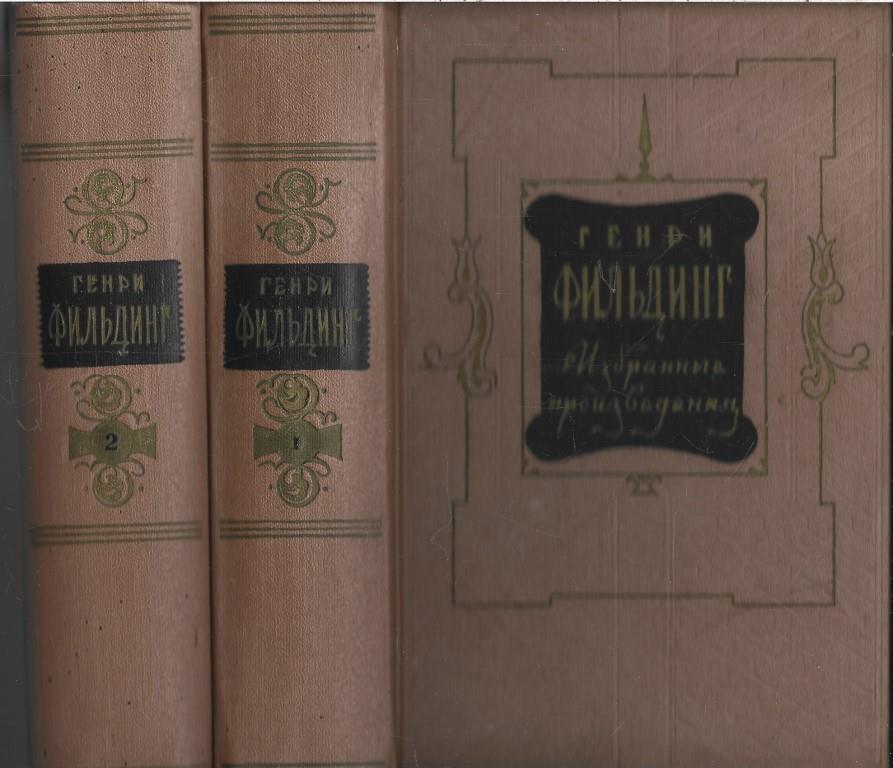 ГЕНРИ
ФИЛЬДИНГ
2
ГЕНРИ
ФИЛЬДИНГ
1
ГЕНРИ
ФИЛЬДИНГ
Избранные
произведения